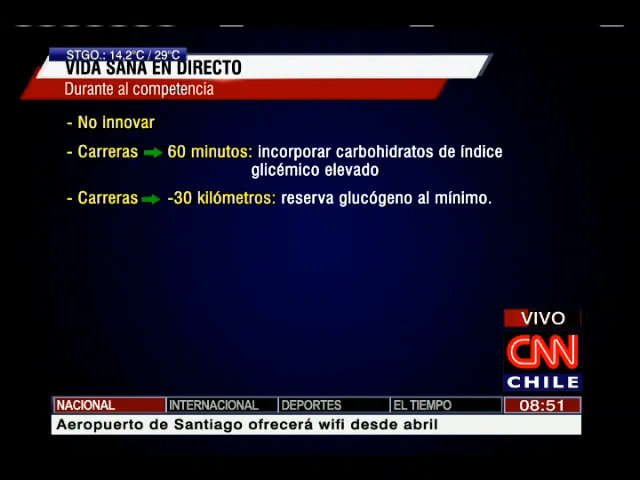 STGO.: 14,2°C / 29°C
VIDA SANA EN DIRECTO
Durante al competencia
- No innovar
- Carreras 60 minutos: incorporar carbohidratos de índice
glicémico elevado
- Carreras -30 kilómetros: reserva glucógeno al mínimo.
VIVO
CNN
CHILE
NACIONAL INTERNACIONAL DEPORTES EL TIEMPO 08:51
Aeropuerto de Santiago ofrecerá wifi desde abril